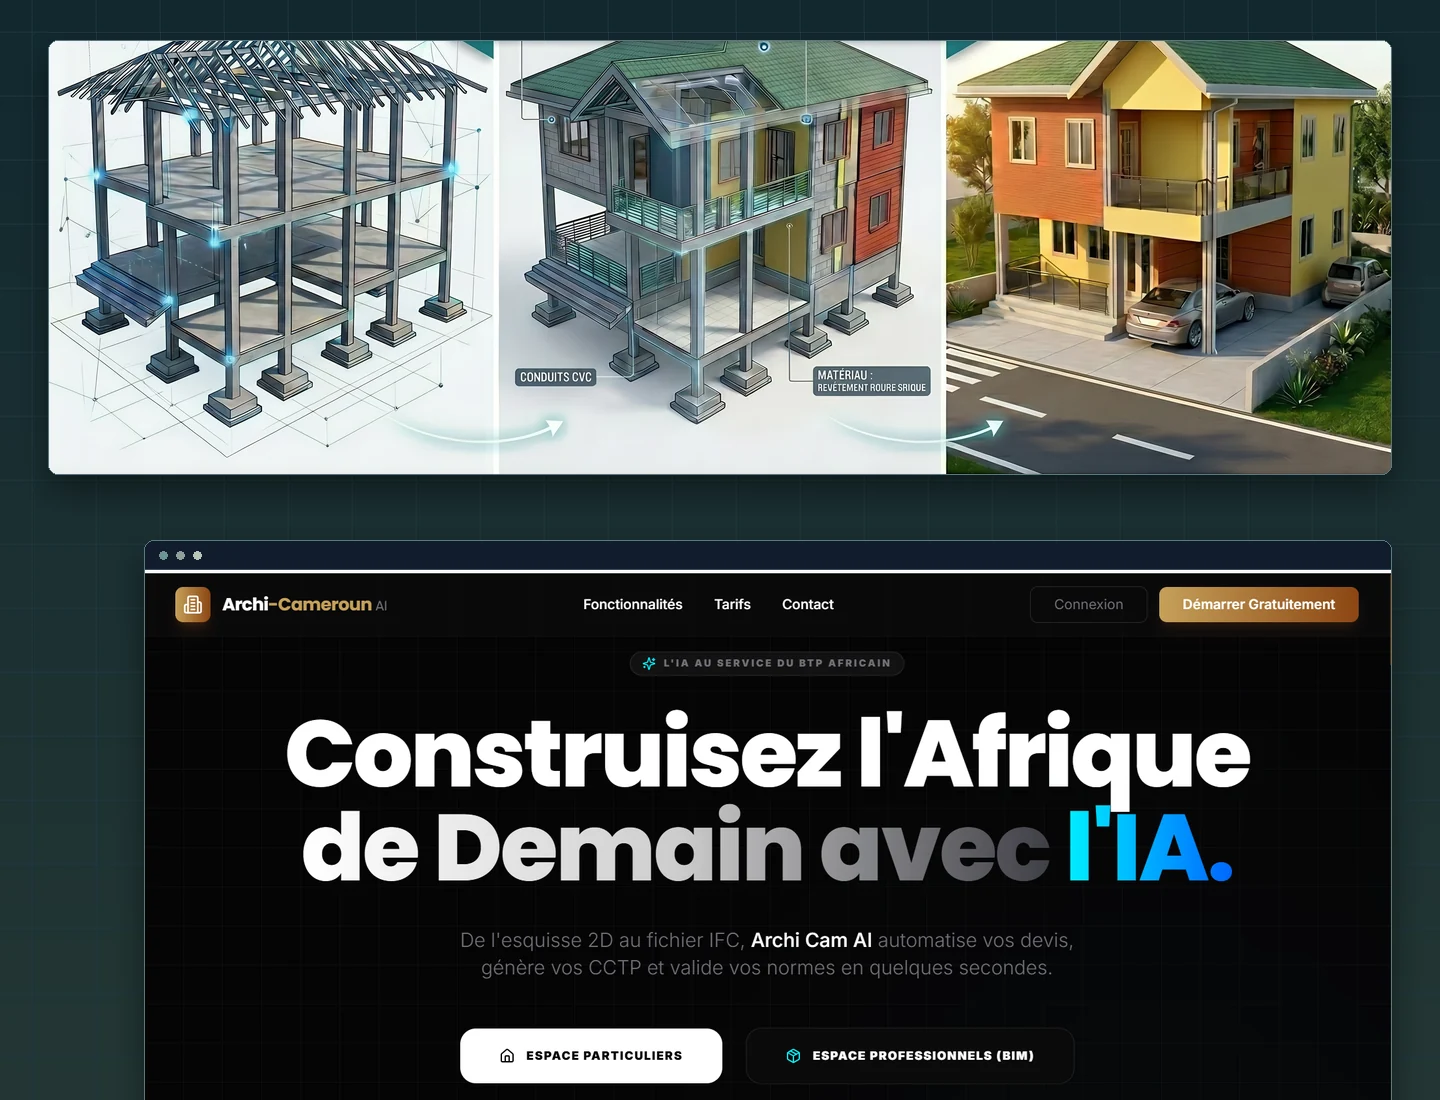 CONDUITS CVC
MATÉRIAU :
REVÊTEMENT ROURE SRIQUE
Archi-Cameroun AI
Fonctionnalités
Tarifs
Contact
Connexion
Démarrer Gratuitement
L'IA AU SERVICE DU BTP AFRICAIN
Construisez l'Afrique
de Demain avec l'IA.
De l'esquisse 2D au fichier IFC, Archi Cam AI automatise vos devis,
génère vos CCTP et valide vos normes en quelques secondes.
ESPACE PARTICULIERS
ESPACE PROFESSIONNELS (BIM)